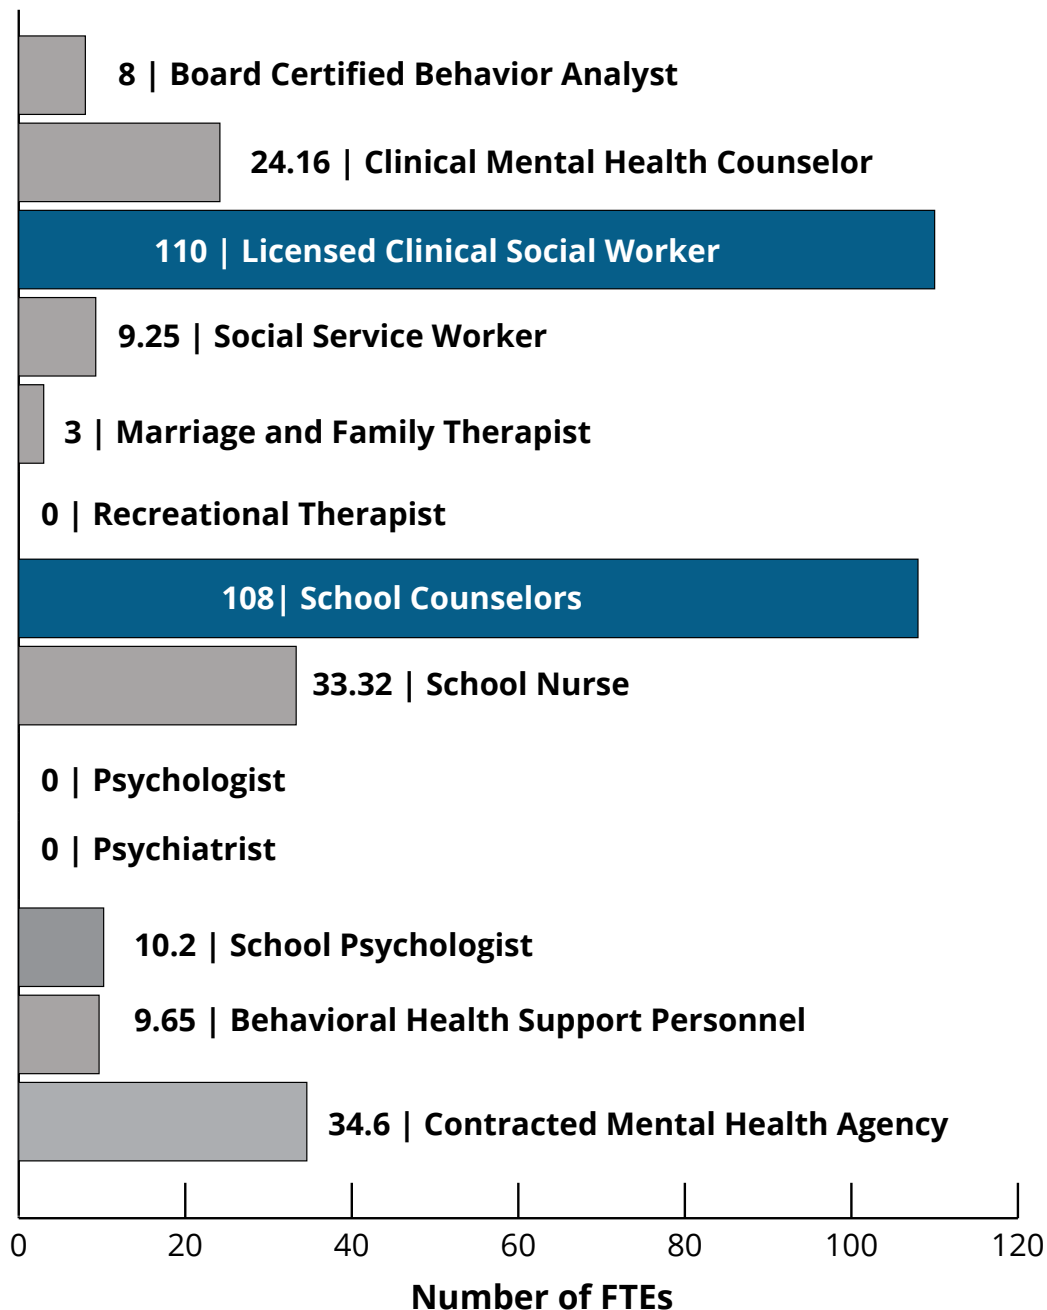 8 | Board Certified Behavior Analyst
24.16 | Clinical Mental Health Counselor
110 | Licensed Clinical Social Worker
9.25 | Social Service Worker
3 | Marriage and Family Therapist
0 | Recreational Therapist
108| School Counselors
33.32 | School Nurse
0 | Psychologist
0 | Psychiatrist
10.2 | School Psychologist
9.65 | Behavioral Health Support Personnel
34.6 | Contracted Mental Health Agency
0 20 40 60 80 100 120
Number of FTEs